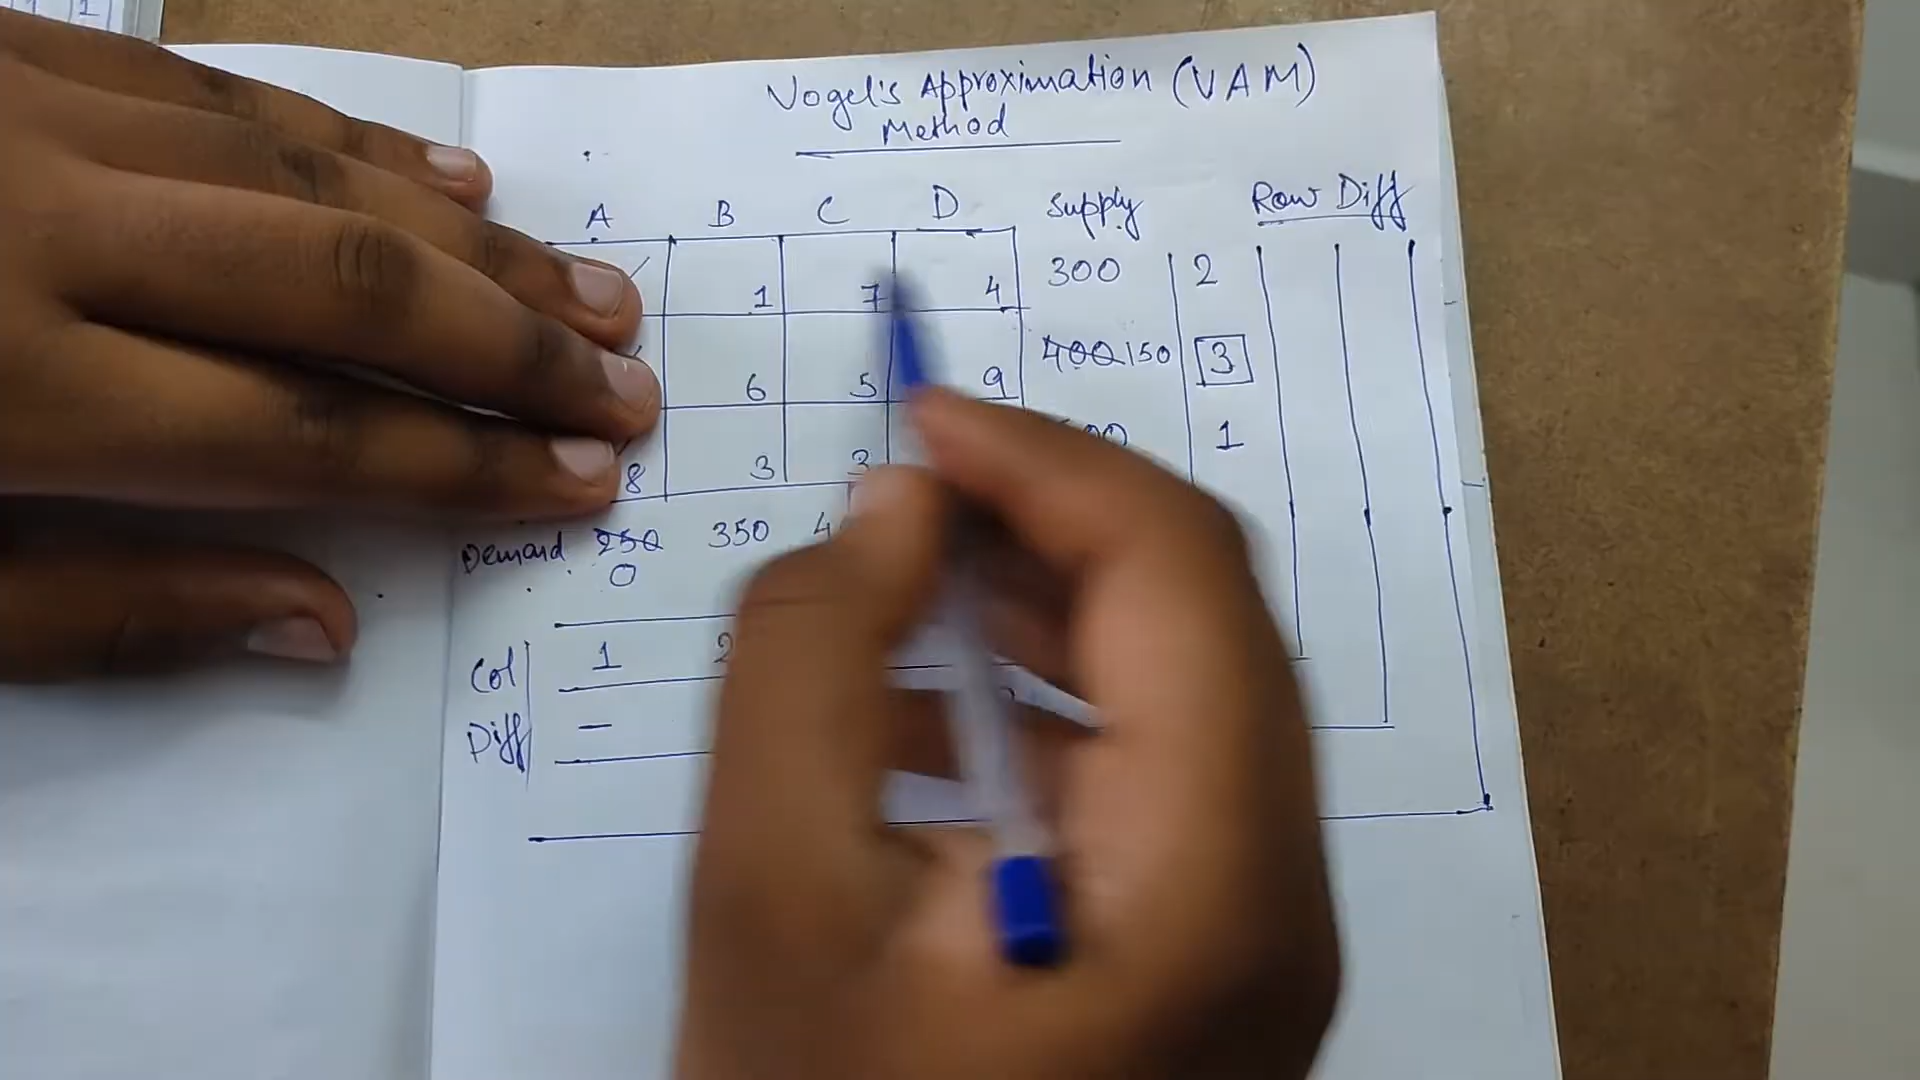 Vogel's Approximation (VAM)
Method
A B C D Supply Row Diff
1 7 4 300 2
6 5 9 400 150 3
8 3 3 1
Demand 250 350
0
Col 1 2
Diff —